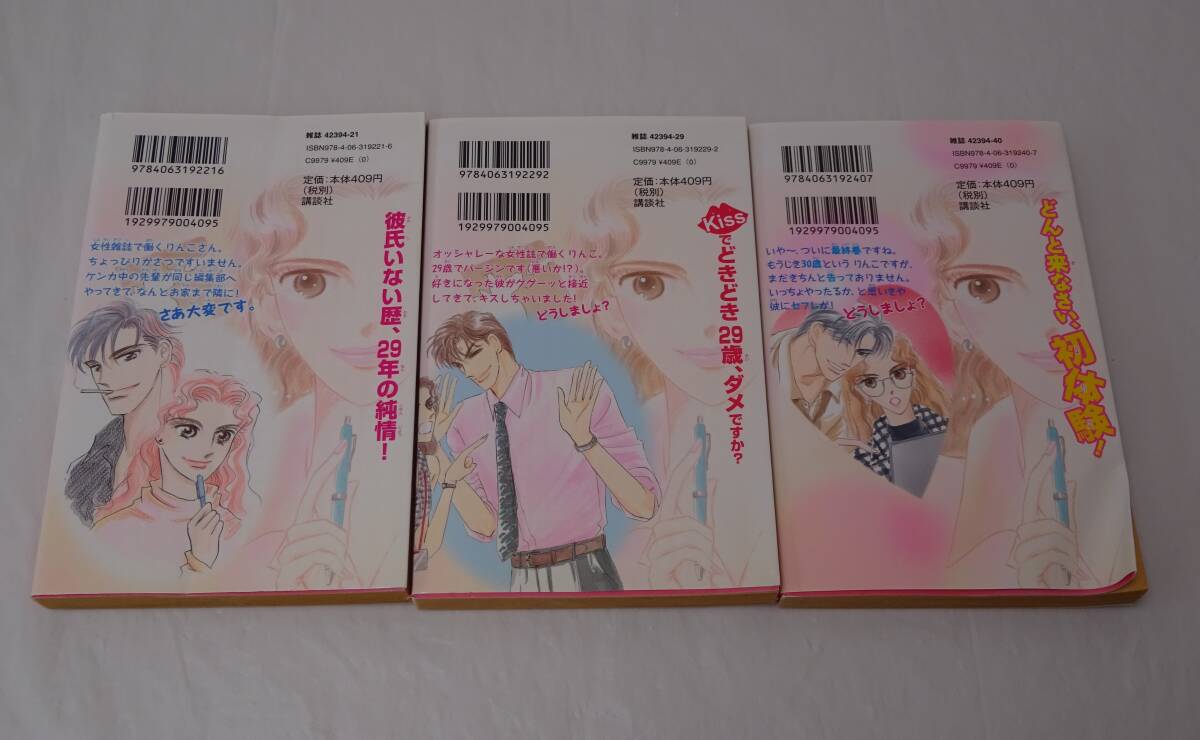 雑誌 42394-21
ISBN978-4-06-319221-6
C9979 ¥409E (0)
9784063192216
定価:本体409円
(税別)
講談社
1929979004095
彼氏いない歴、29年の純情!
女性雑誌で働くりんこさん。
ちょっぴりがさつですいません。
ケンカ中の先輩が同じ編集部へ
やってきて、なんとお家まで隣に!
さあ大変です。
雑誌 42394-29
ISBN978-4-06-319229-2
C9979 ¥409E (0)
9784063192292
定価:本体409円
(税別)
講談社
1929979004095
Kissでどきどき 29歳、ダメですか?
オッシャレーな女性誌で働くりんこ。
29歳でバージンです(悪いか!?)。
好きになった彼がググーッと接近
してきて、キスしちゃいました!
どうしましょ?
雑誌 42394-40
ISBN978-4-06-319240-7
C9979 ¥409E (0)
9784063192407
定価:本体409円
(税別)
講談社
1929979004095
どんと来なさい、初体験!
いや〜、ついに最終巻ですね。
もうじき30歳という りんこですが、
まだきちんと告っておりません。
いっちょやったるか、と思いきや
彼にセフレが!
どうしましょ?